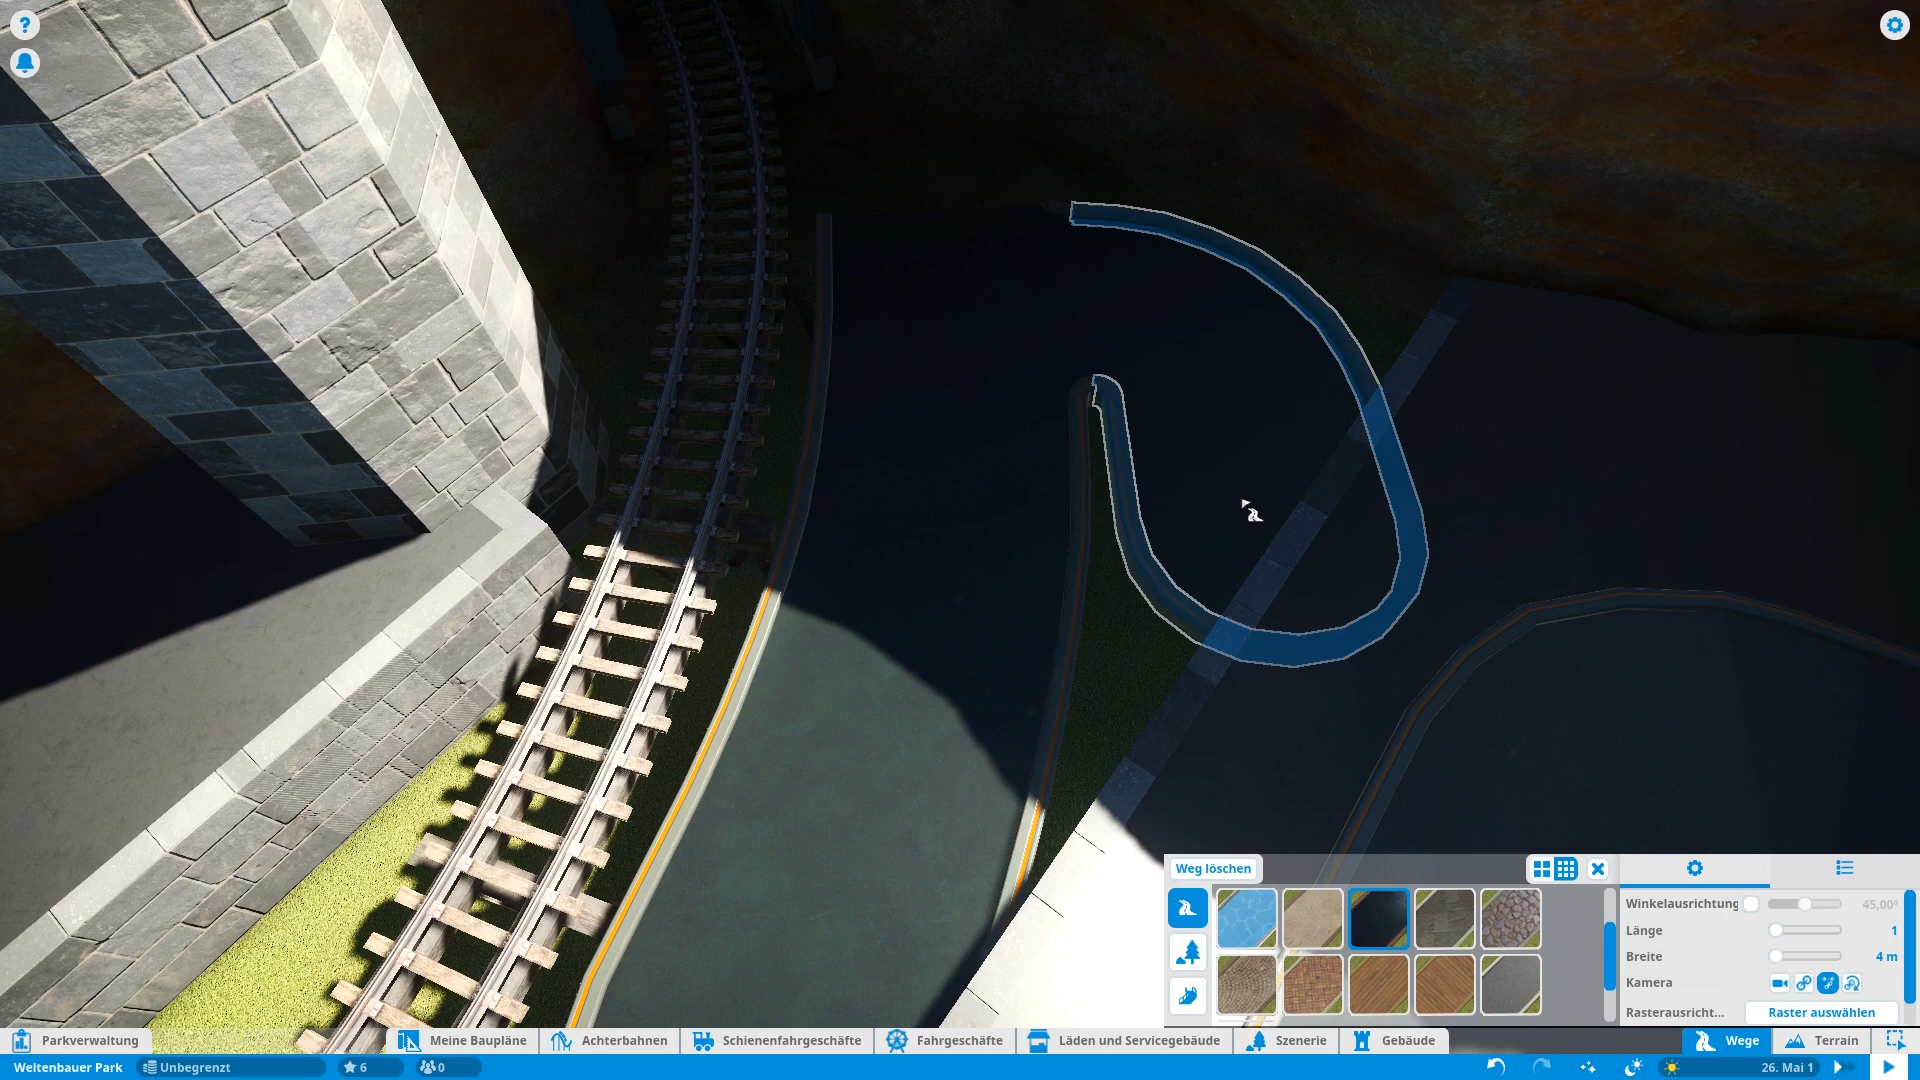 Weg löschen
Winkelausrichtung 45,00°
Länge 1
Breite 4 m
Kamera
Rasterausricht... Raster auswählen
Parkverwaltung Meine Baupläne Achterbahnen Schienenfahrgeschäfte Fahrgeschäfte Läden und Servicegebäude Szenerie Gebäude Wege Terrain
Weltenbauer Park Unbegrenzt 6 0 26. Mai 1